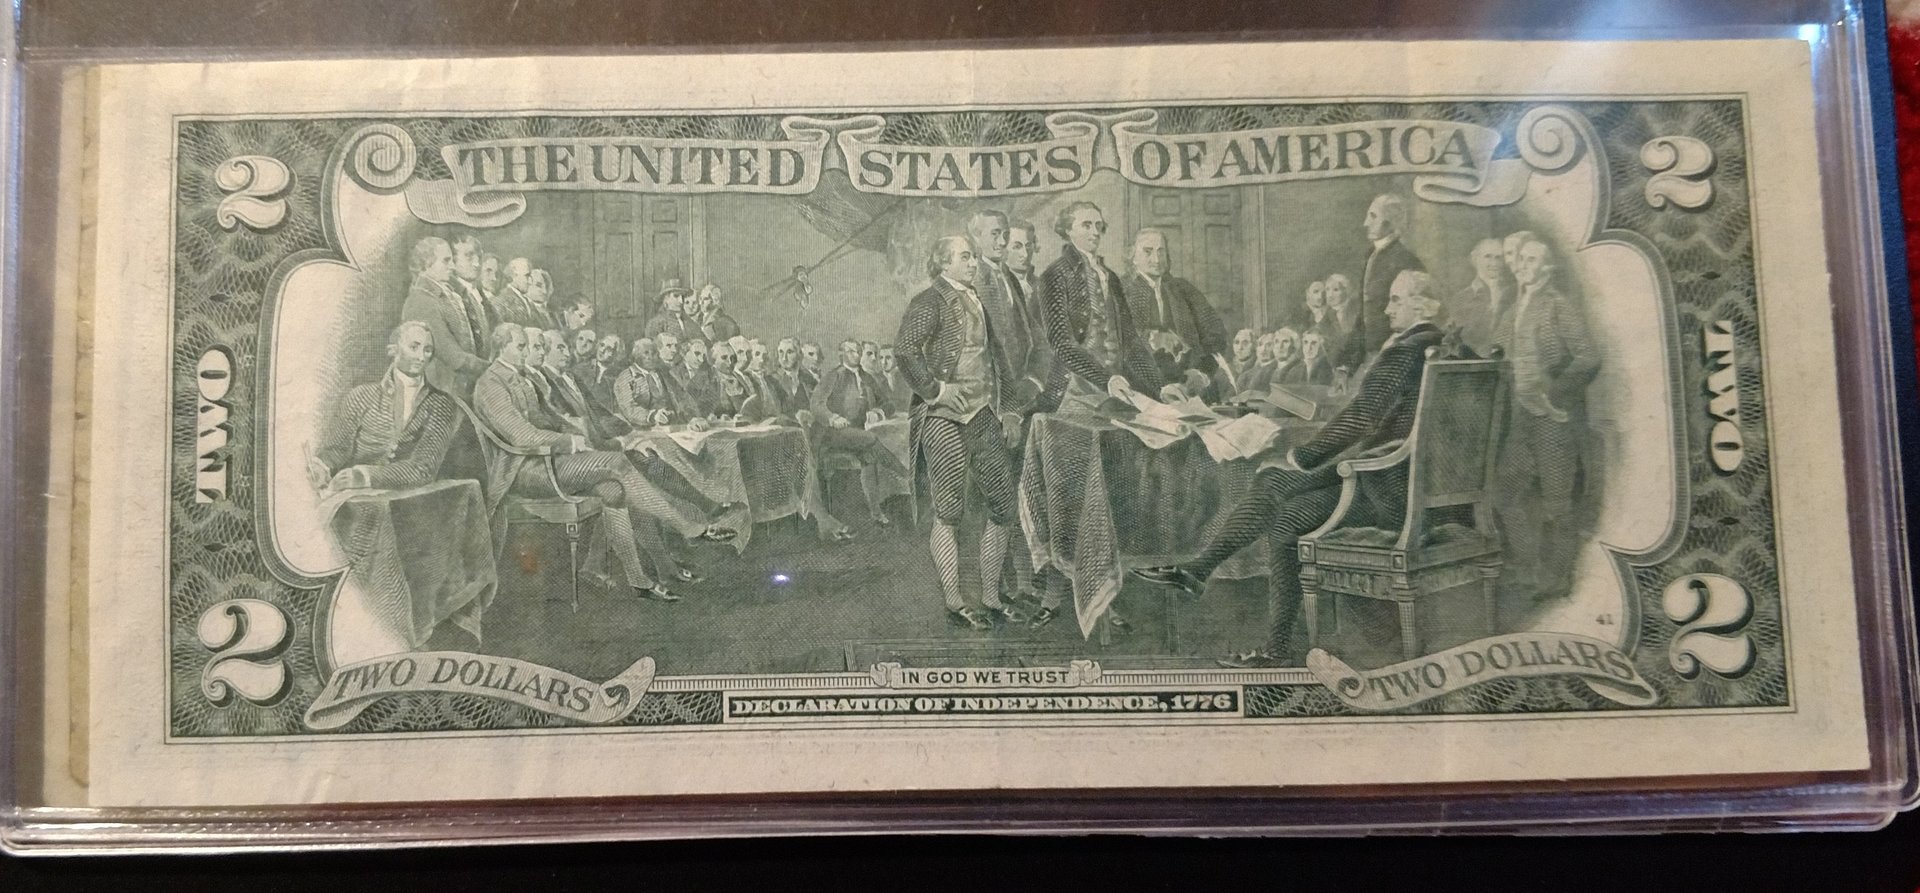 THE UNITED STATES OF AMERICA
2
2
TWO
TWO
41
2
2
TWO DOLLARS
TWO DOLLARS
IN GOD WE TRUST
DECLARATION OF INDEPENDENCE, 1776